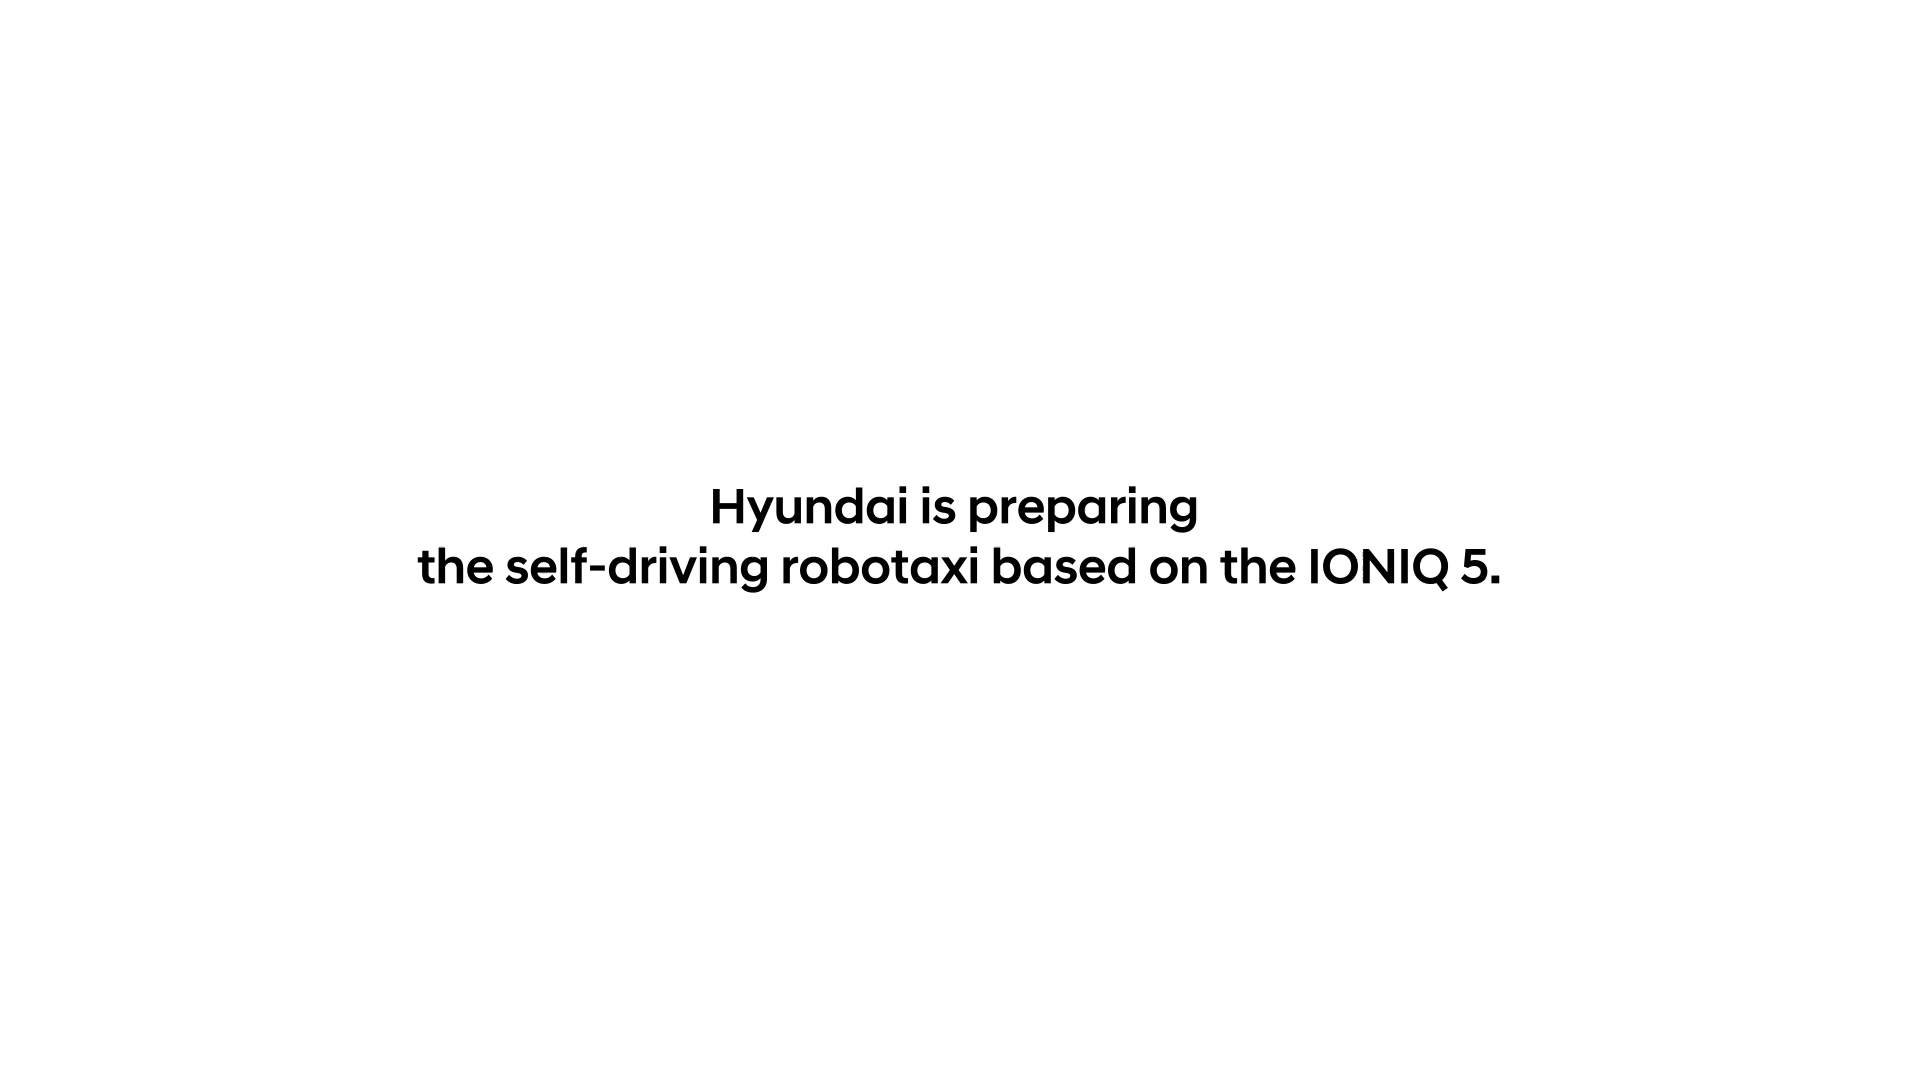 Hyundai is preparing
the self-driving robotaxi based on the IONIQ 5.